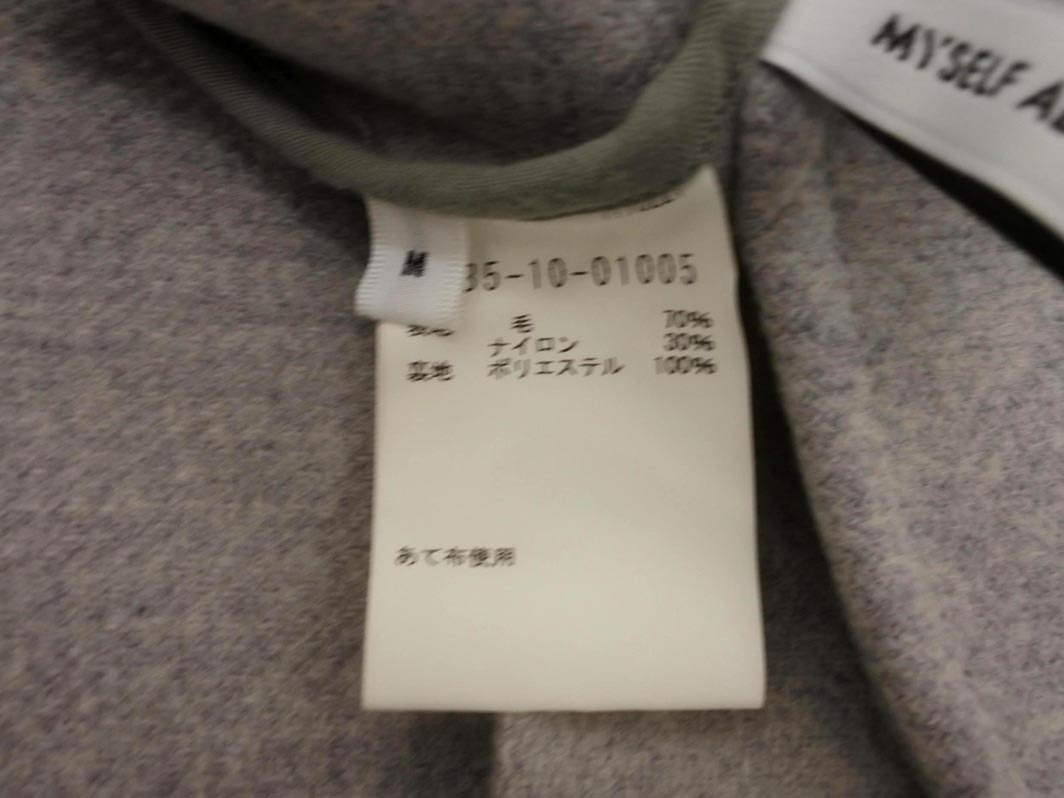 MYSELF
M
35-10-01005
毛 70%
ナイロン 30%
裏地 ポリエステル 100%
あて布使用